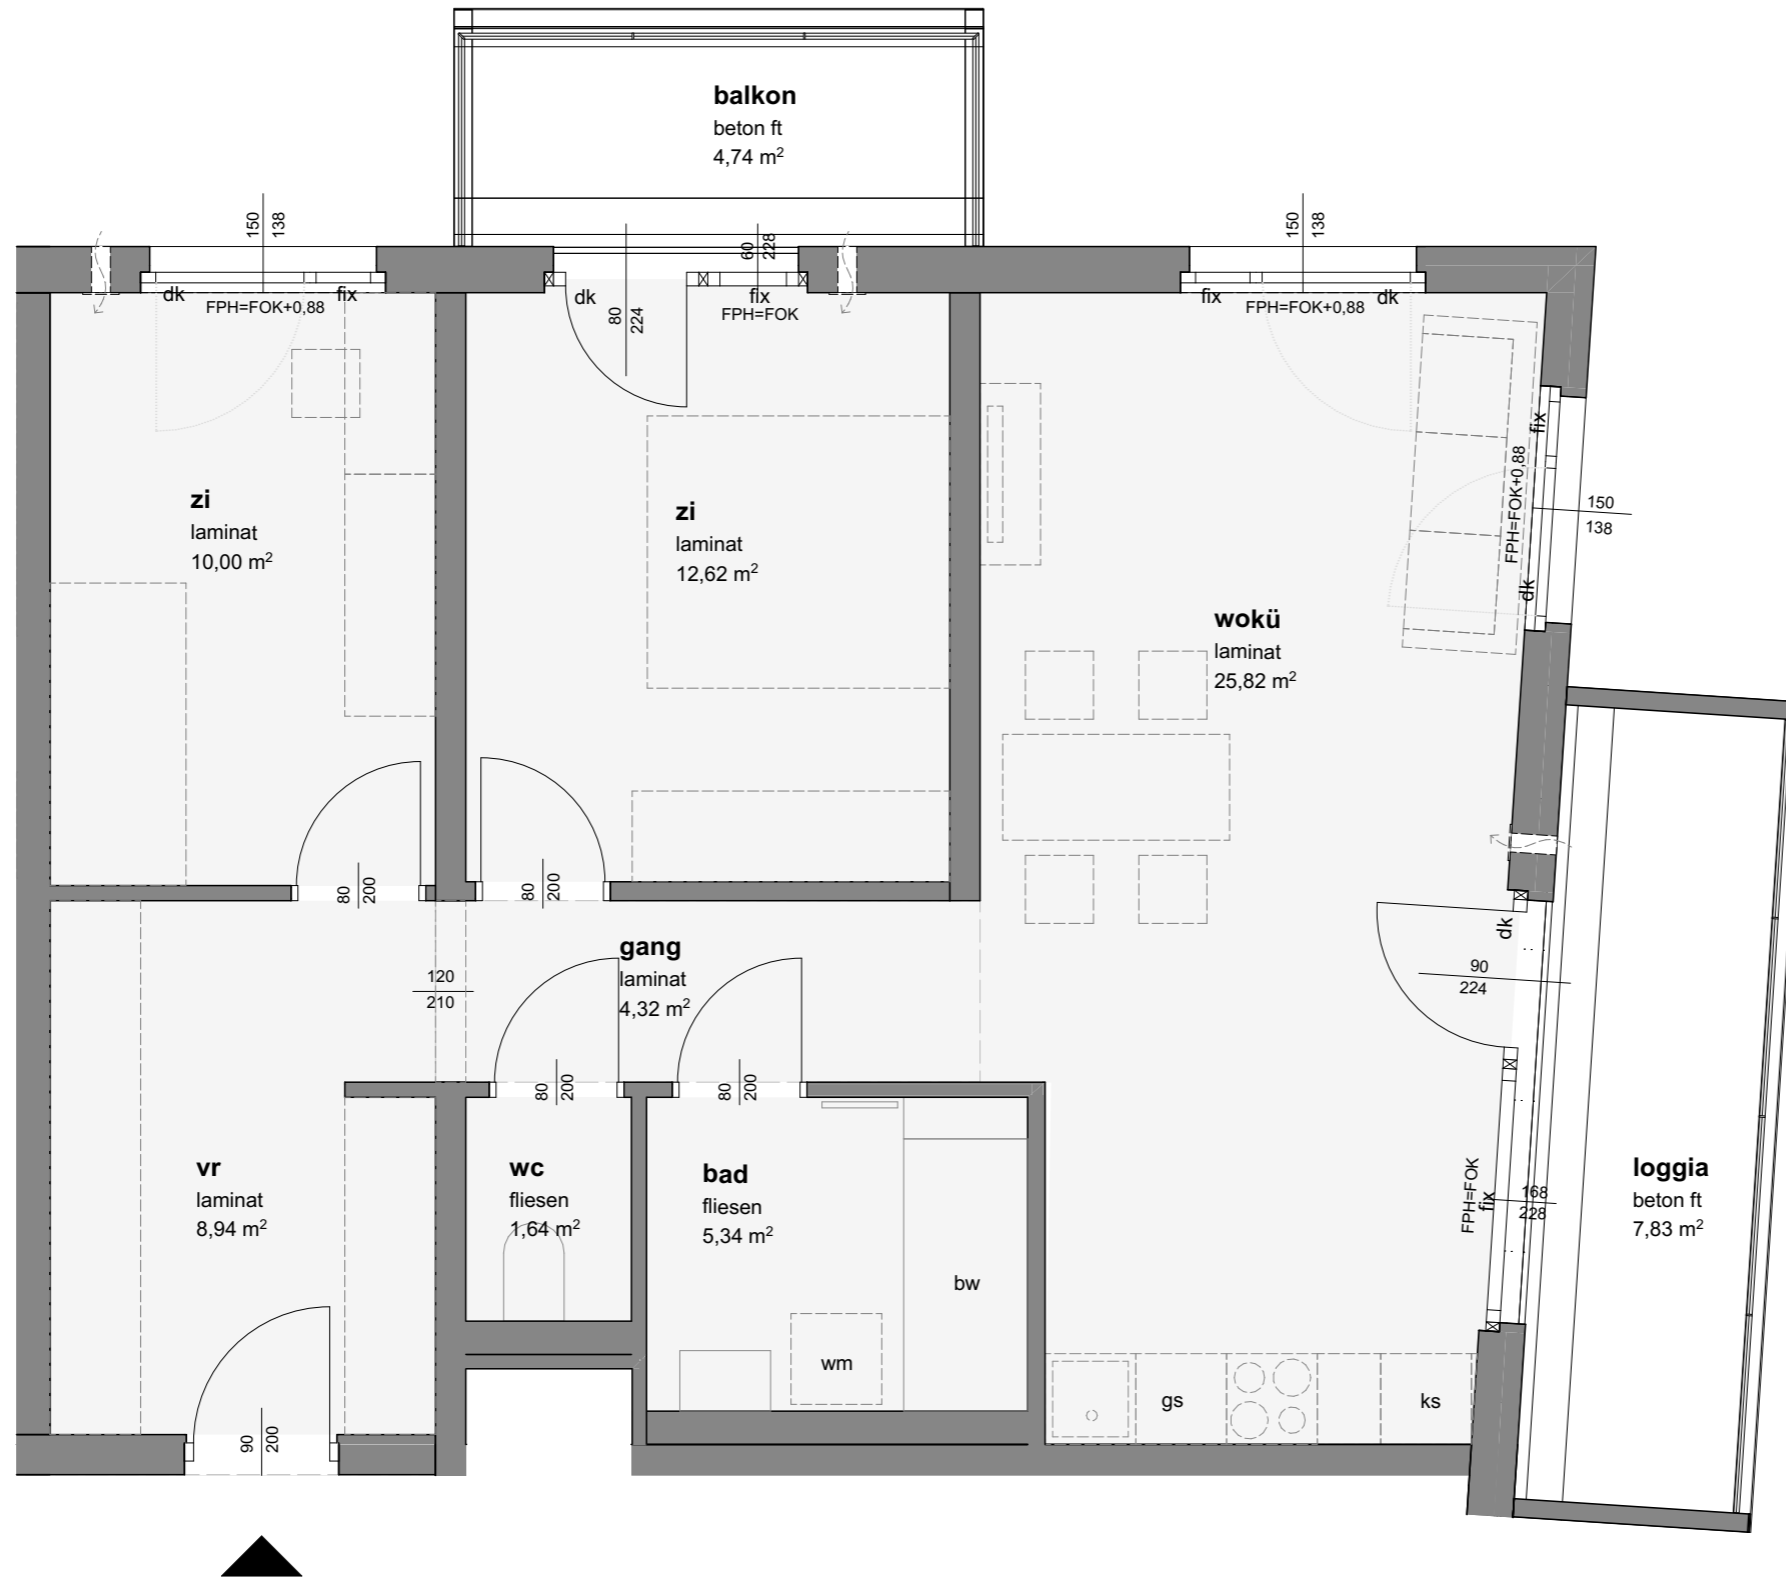 balkon
beton ft
4,74 m²
150
138
60
228
150
138
dk
fix
FPH=FOK+0,88
dk
80
224
fix
FPH=FOK
fix
dk
FPH=FOK+0,88
fix
FPH=FOK+0,88
dk
150
138
zi
laminat
10,00 m²
zi
laminat
12,62 m²
wokü
laminat
25,82 m²
80
200
80
200
gang
laminat
4,32 m²
120
210
dk
90
224
80
200
80
200
vr
laminat
8,94 m²
wc
fliesen
1,64 m²
bad
fliesen
5,34 m²
bw
wm
FPH=FOK
fix
168
228
loggia
beton ft
7,83 m²
gs
ks
90
200